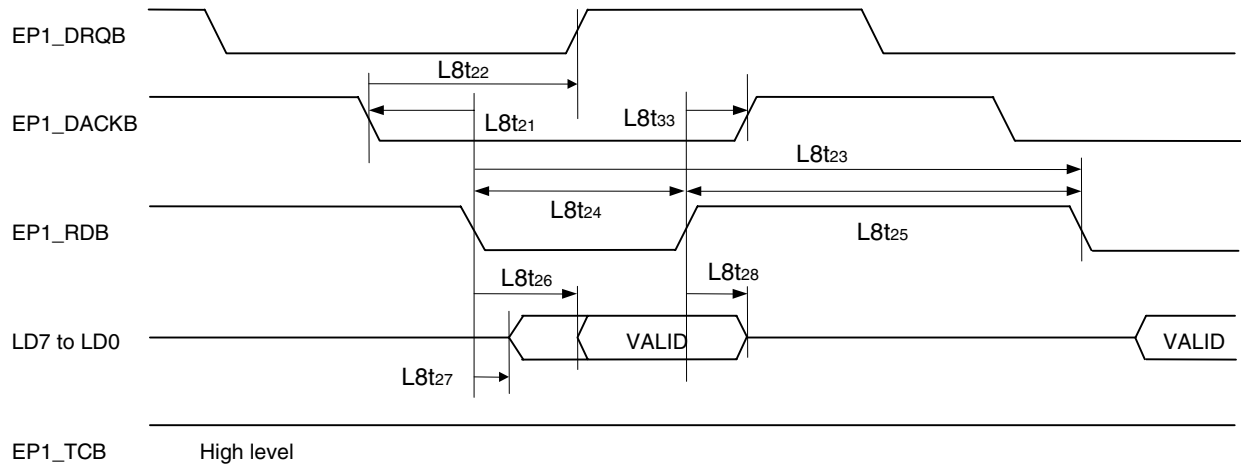 EP1_DRQB
L8t22
EP1_DACKB
L8t21
L8t33
L8t23
L8t24
EP1_RDB
L8t25
L8t26
L8t28
LD7 to LD0
VALID
VALID
L8t27
EP1_TCB
High level